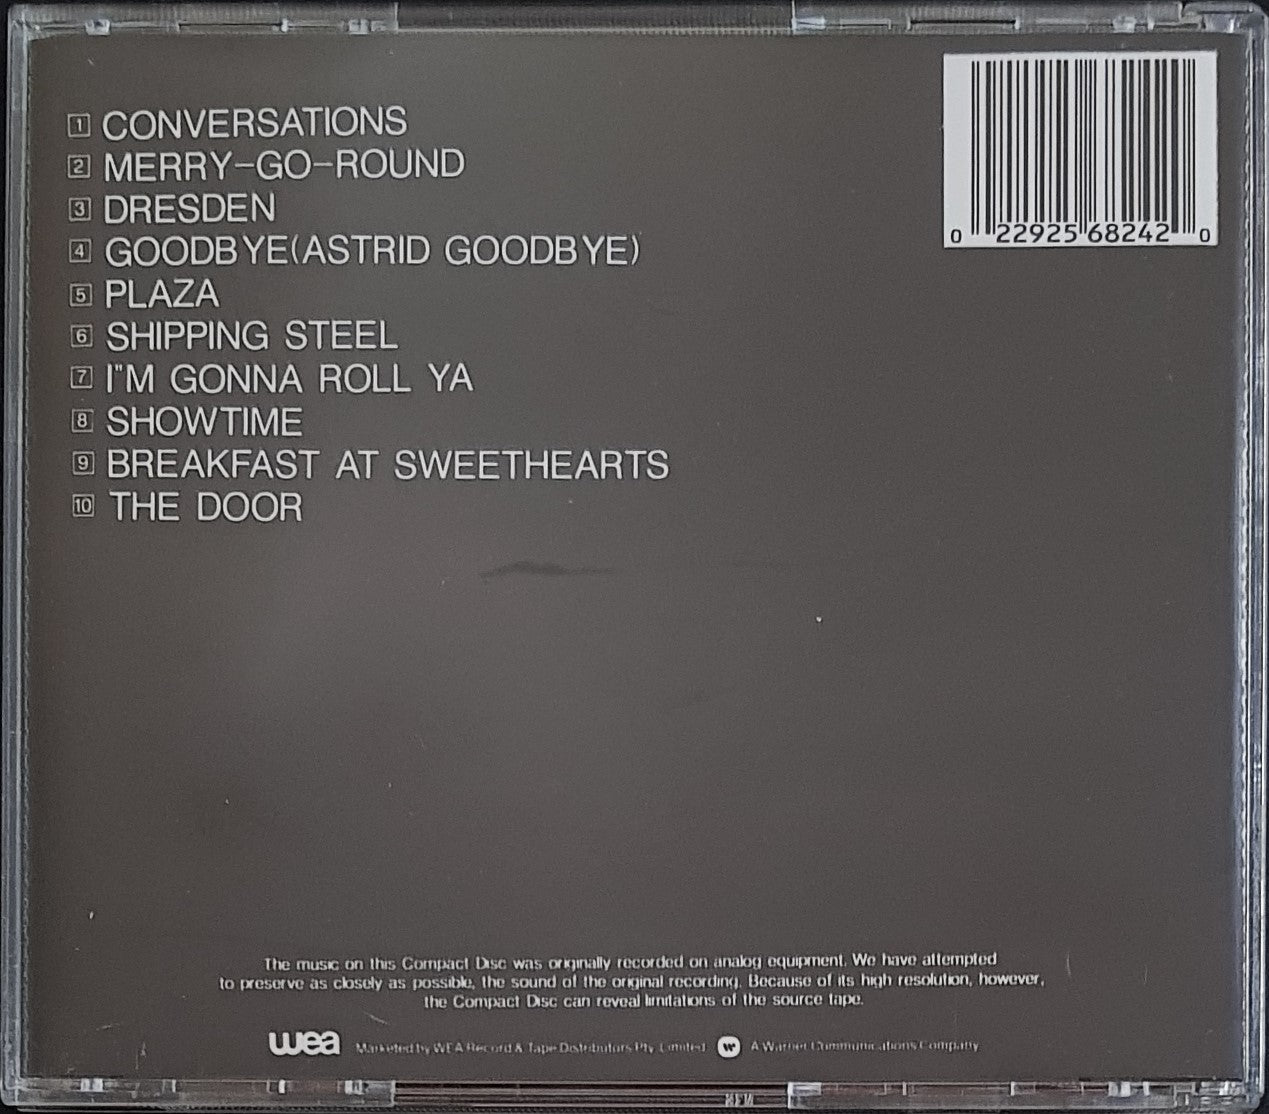 1 CONVERSATIONS
2 MERRY-GO-ROUND
3 DRESDEN
4 GOODBYE(ASTRID GOODBYE)
5 PLAZA
6 SHIPPING STEEL
7 I"M GONNA ROLL YA
8 SHOWTIME
9 BREAKFAST AT SWEETHEARTS
10 THE DOOR
0 22925 68242 0
The music on this Compact Disc was originally recorded on analog equipment. We have attempted
to preserve as closely as possible, the sound of the original recording. Because of its high resolution, however,
the Compact Disc can reveal limitations of the source tape.
wea Marketed by WEA Record & Tape Distributors Pty. Limited. W A Warner Communications Company